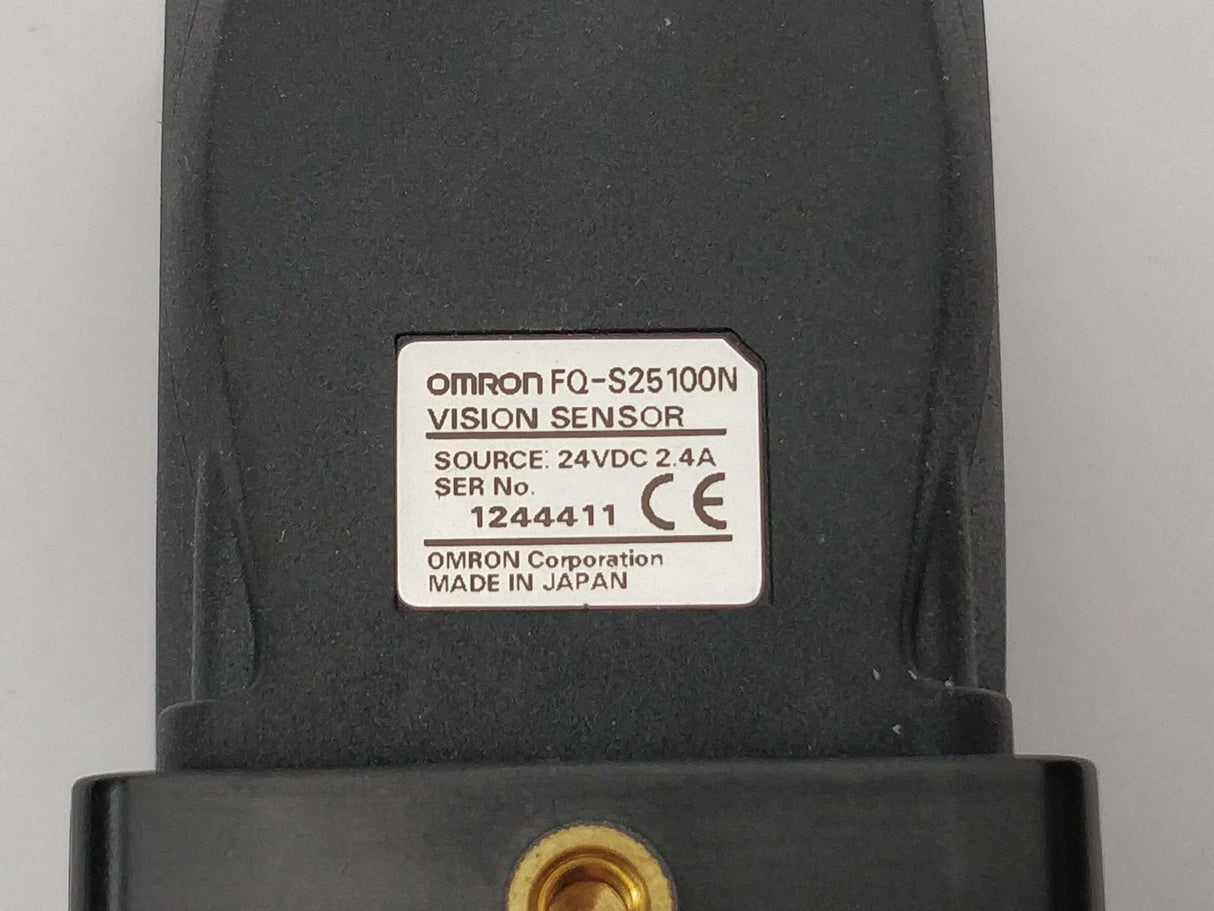 OMRON FQ-S25100N
VISION SENSOR
SOURCE: 24VDC 2.4A
SER No.
1244411 CE
OMRON Corporation
MADE IN JAPAN